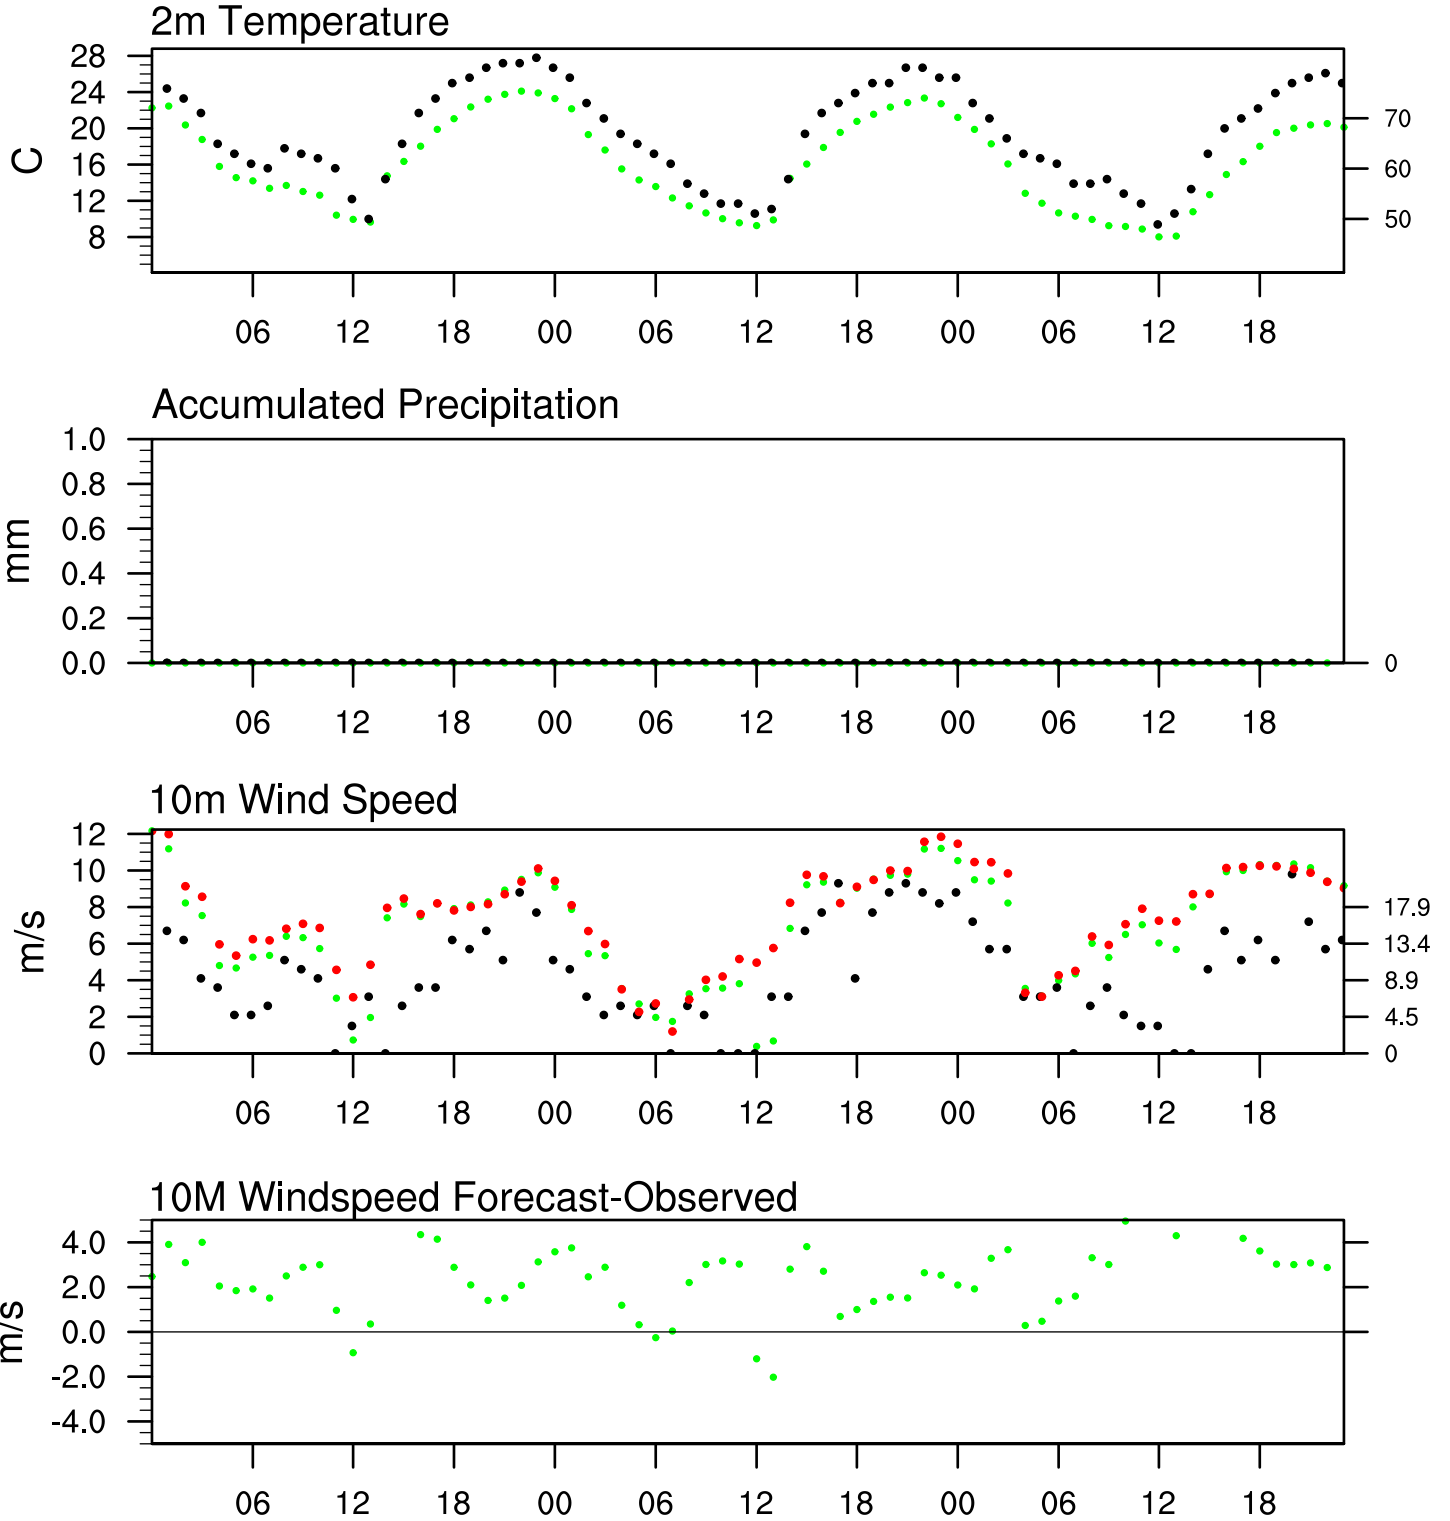 2m Temperature
28
24
20
16
12
8
C
70
60
50
06 12 18 00 06 12 18 00 06 12 18
Accumulated Precipitation
1.0
0.8
0.6
0.4
0.2
0.0
mm
0
06 12 18 00 06 12 18 00 06 12 18
10m Wind Speed
12
10
8
6
4
2
0
m/s
17.9
13.4
8.9
4.5
0
06 12 18 00 06 12 18 00 06 12 18
10M Windspeed Forecast-Observed
4.0
2.0
0.0
-2.0
-4.0
m/s
06 12 18 00 06 12 18 00 06 12 18